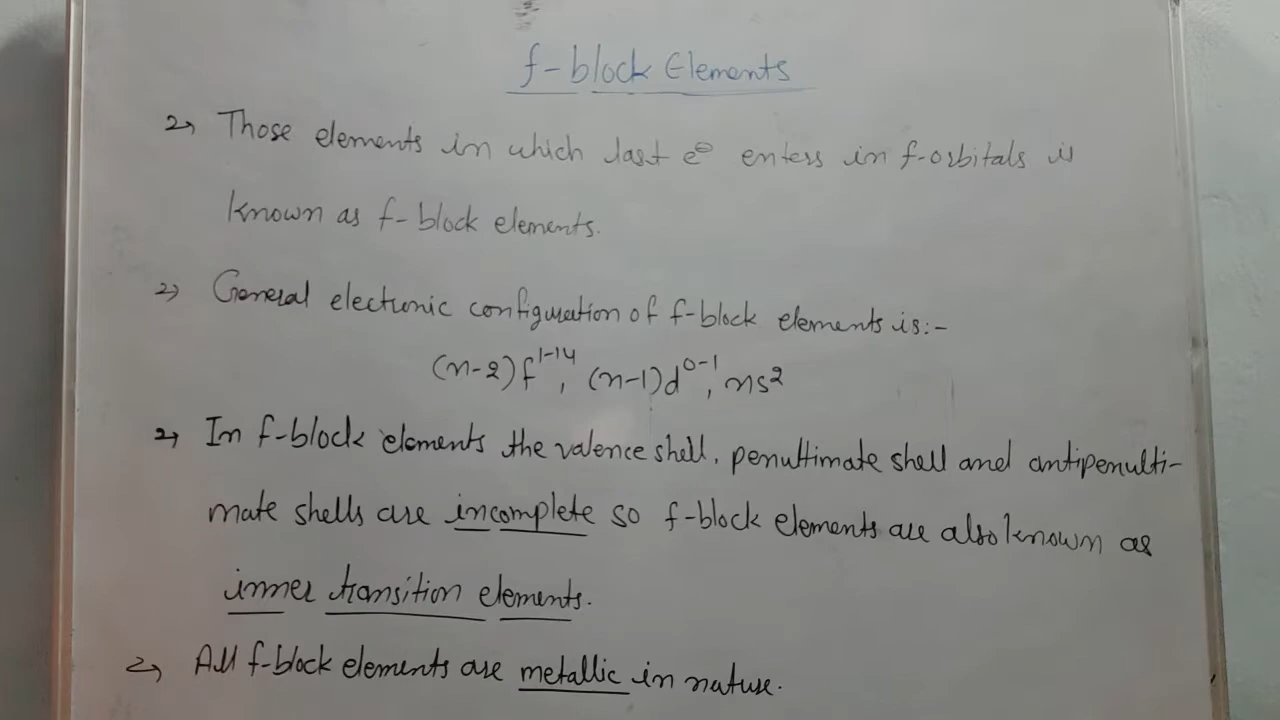 f-block Elements
→ Those elements in which last e⊖ enters in f-orbitals is
known as f-block elements.
→ General electronic configuration of f-block elements is:-
(n-2)f¹⁻¹⁴, (n-1)d⁰⁻¹, ns²
→ In f-block elements the valence shell, penultimate shell and antipenulti-
mate shells are incomplete so f-block elements are also known as
inner transition elements.
→ All f-block elements are metallic in nature.